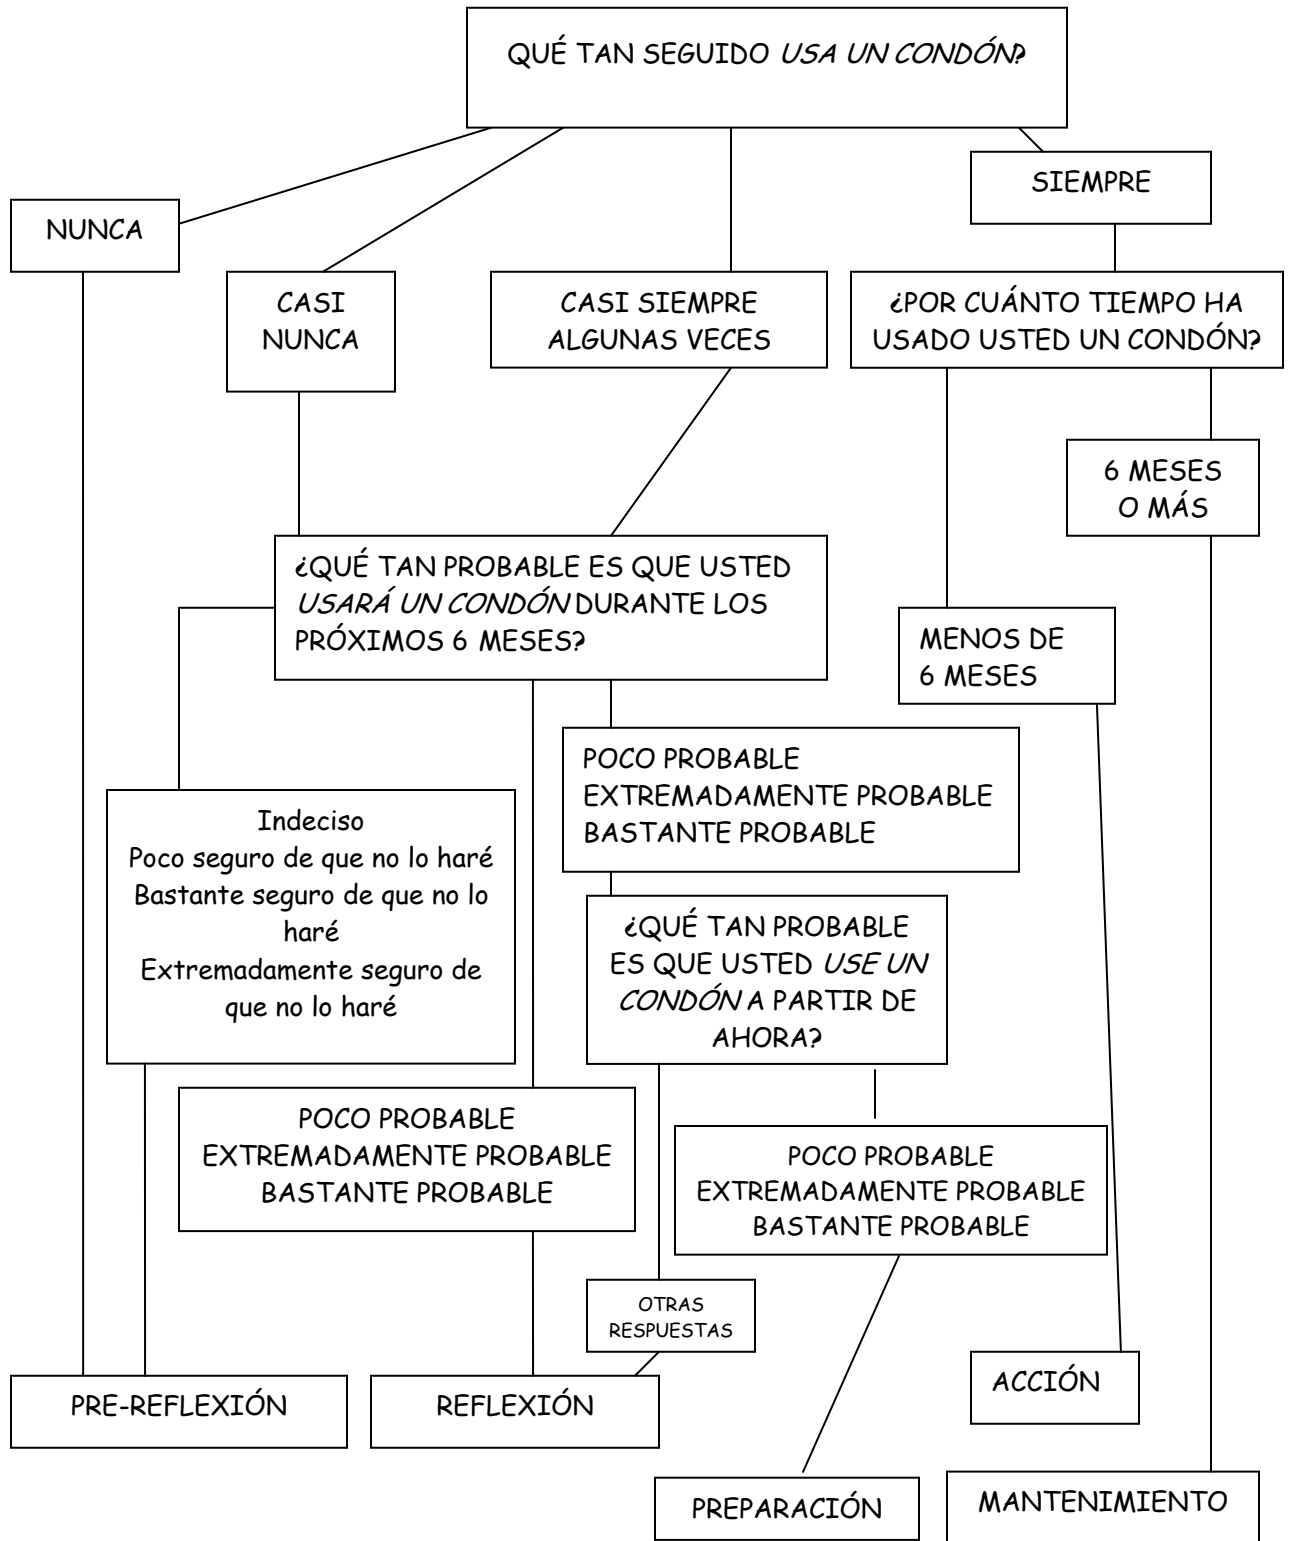 QUÉ TAN SEGUIDO USA UN CONDÓN?
SIEMPRE
NUNCA
CASI
NUNCA
CASI SIEMPRE
ALGUNAS VECES
¿POR CUÁNTO TIEMPO HA
USADO USTED UN CONDÓN?
6 MESES
O MÁS
¿QUÉ TAN PROBABLE ES QUE USTED
USARÁ UN CONDÓN DURANTE LOS
PRÓXIMOS 6 MESES?
MENOS DE
6 MESES
POCO PROBABLE
EXTREMADAMENTE PROBABLE
BASTANTE PROBABLE
Indeciso
Poco seguro de que no lo haré
Bastante seguro de que no lo
haré
Extremadamente seguro de
que no lo haré
¿QUÉ TAN PROBABLE
ES QUE USTED USE UN
CONDÓN A PARTIR DE
AHORA?
POCO PROBABLE
EXTREMADAMENTE PROBABLE
BASTANTE PROBABLE
POCO PROBABLE
EXTREMADAMENTE PROBABLE
BASTANTE PROBABLE
OTRAS
RESPUESTAS
ACCIÓN
PRE-REFLEXIÓN
REFLEXIÓN
PREPARACIÓN
MANTENIMIENTO